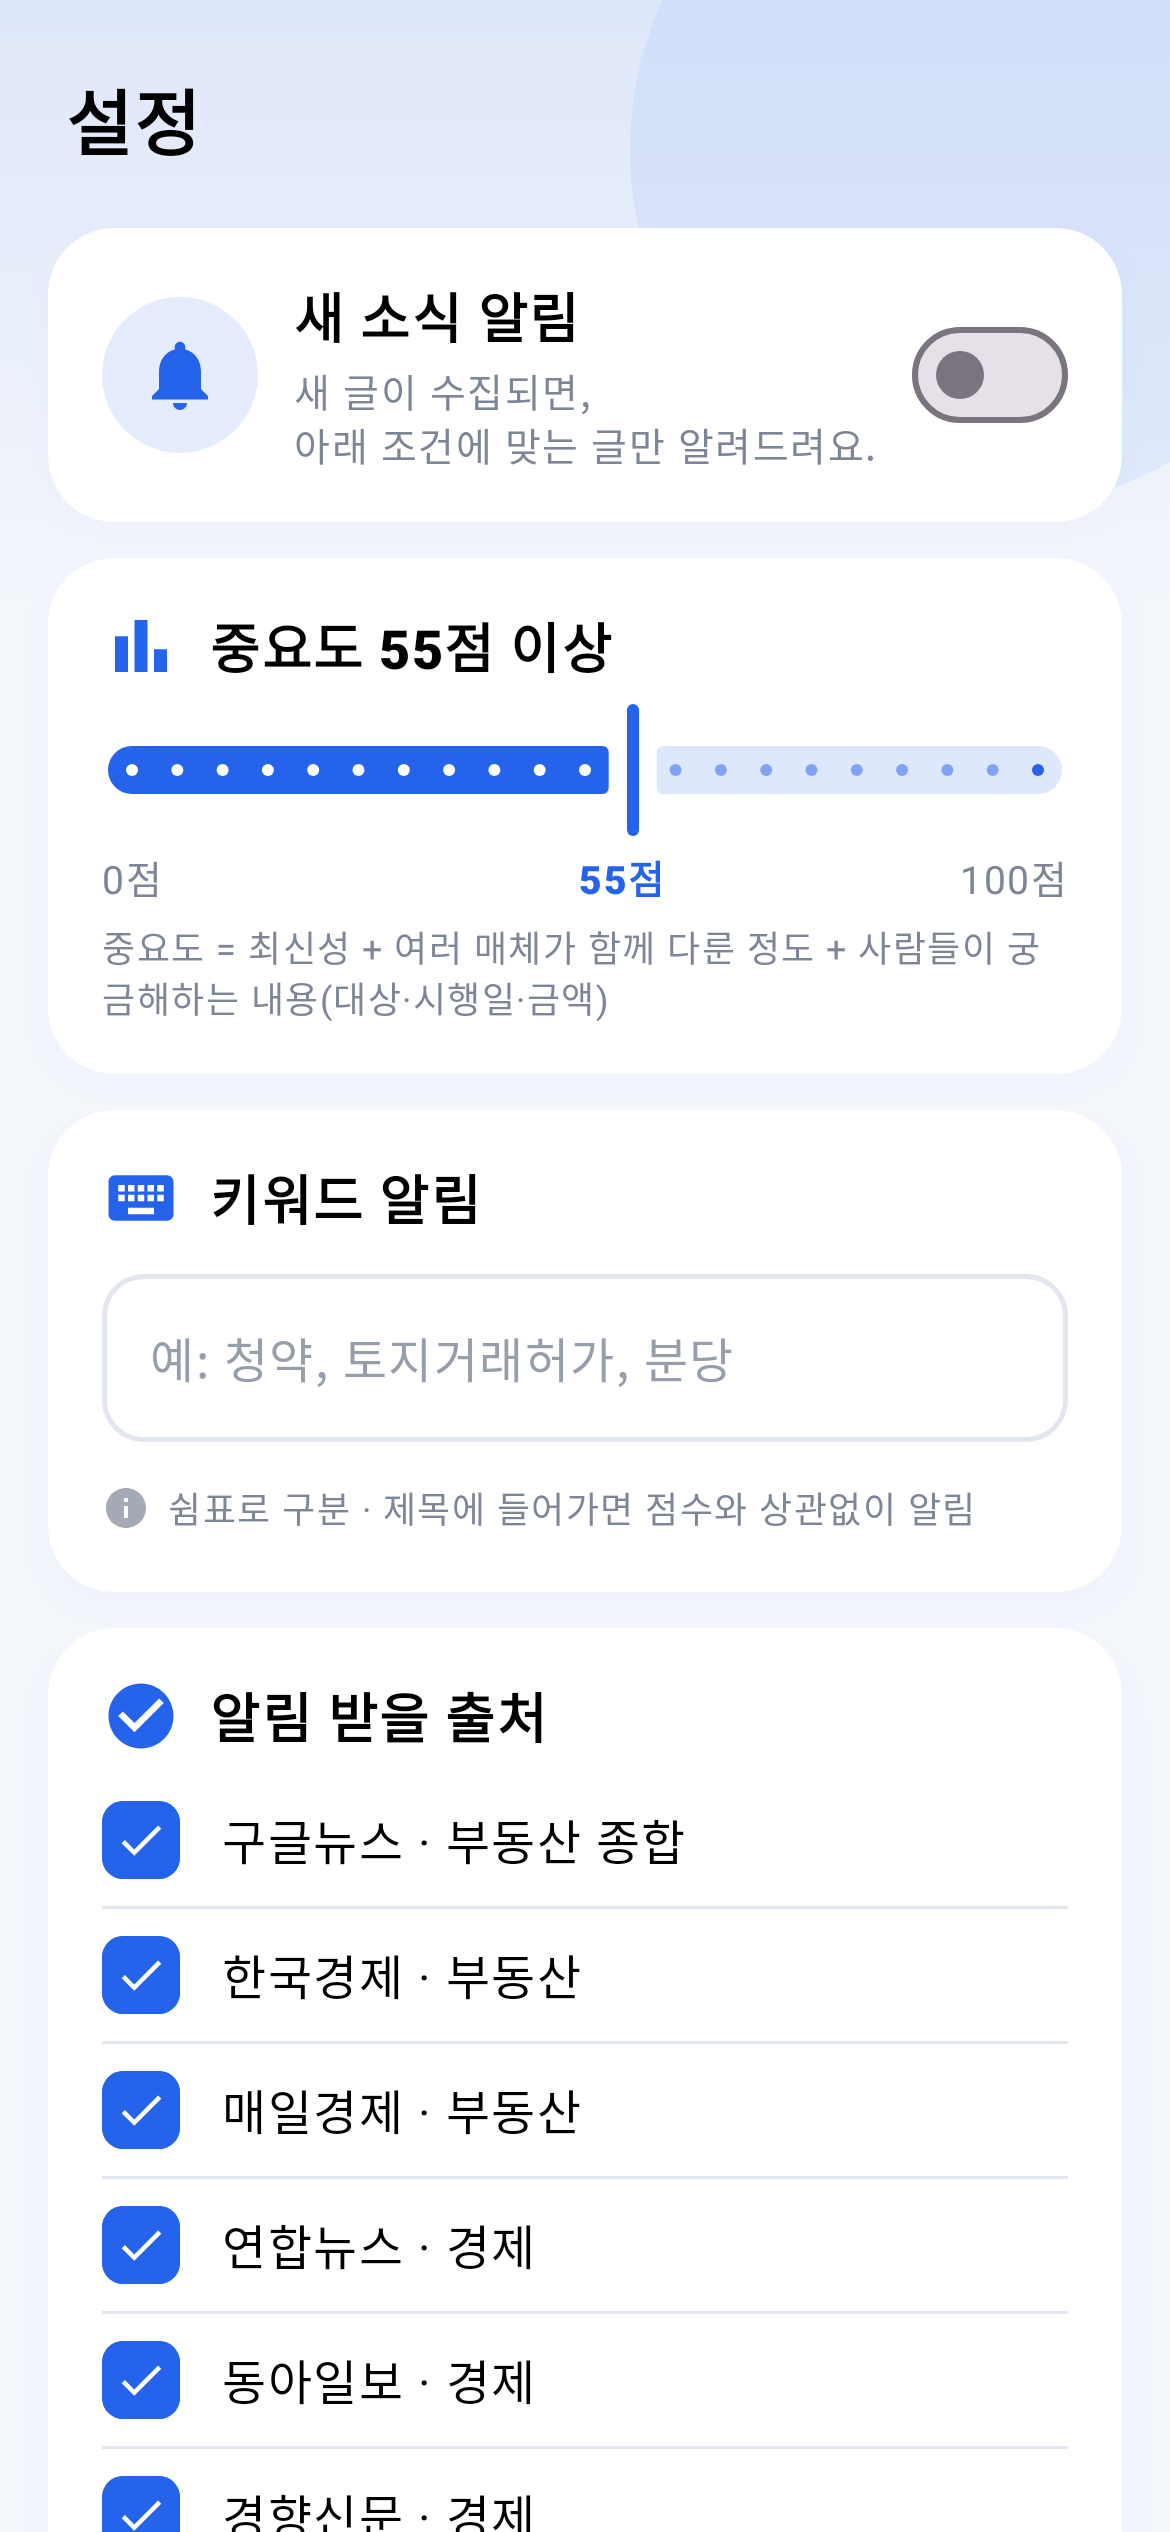 설정
새 소식 알림
새 글이 수집되면,
아래 조건에 맞는 글만 알려드려요.
중요도 55점 이상
0점 55점 100점
중요도 = 최신성 + 여러 매체가 함께 다룬 정도 + 사람들이 궁
금해하는 내용(대상·시행일·금액)
키워드 알림
예: 청약, 토지거래허가, 분당
쉼표로 구분 · 제목에 들어가면 점수와 상관없이 알림
알림 받을 출처
구글뉴스 · 부동산 종합
한국경제 · 부동산
매일경제 · 부동산
연합뉴스 · 경제
동아일보 · 경제
경향신문 · 경제